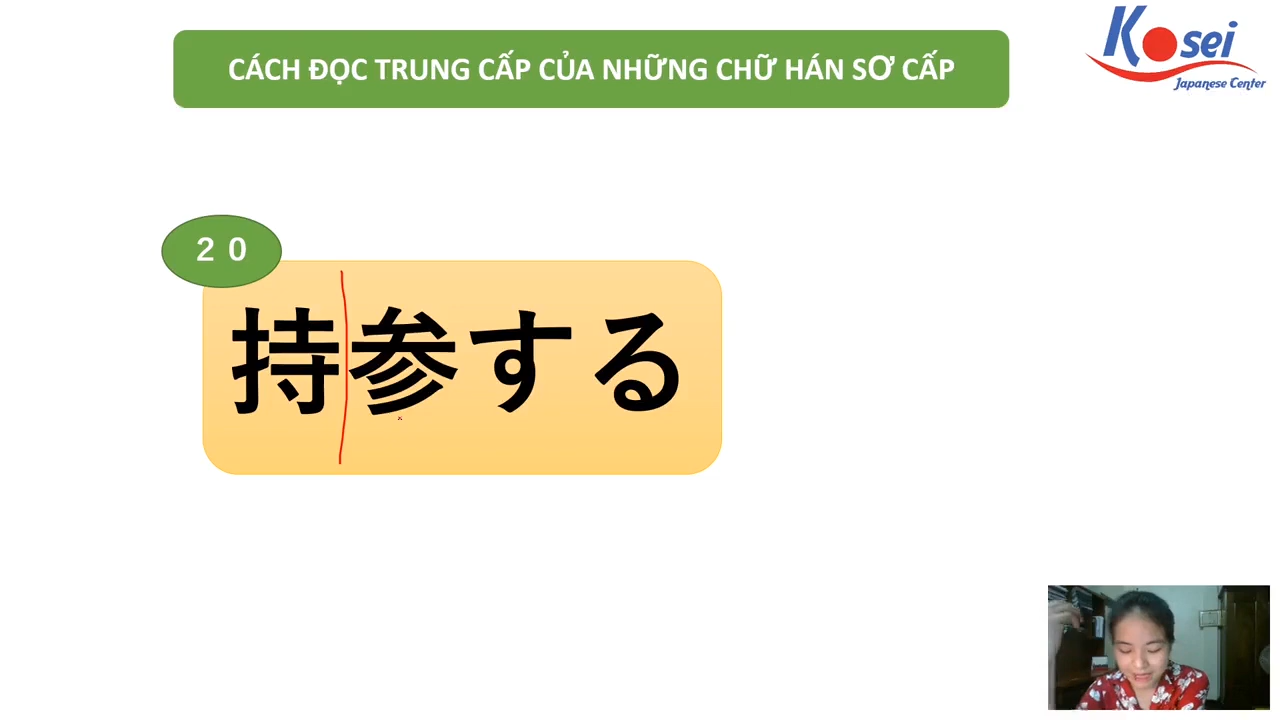 CÁCH ĐỌC TRUNG CẤP CỦA NHỮNG CHỮ HÁN SƠ CẤP
Kosei
Japanese Center
20
持参する